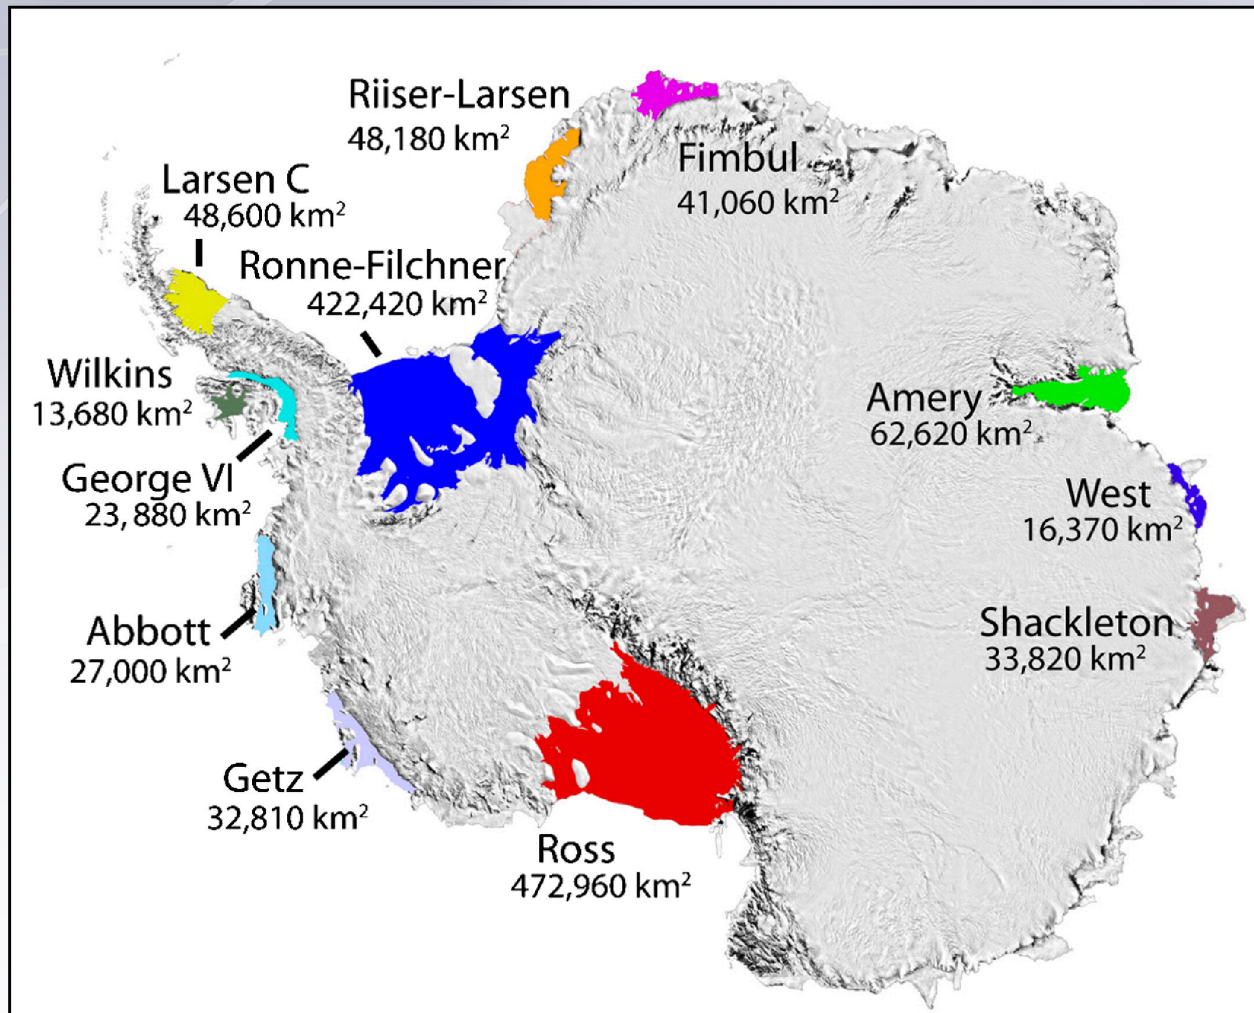 Riiser-Larsen
48,180 km²
Fimbul
41,060 km²
Larsen C
48,600 km²
Ronne-Filchner
422,420 km²
Wilkins
13,680 km²
Amery
62,620 km²
George VI
23,880 km²
West
16,370 km²
Abbott
27,000 km²
Shackleton
33,820 km²
Getz
32,810 km²
Ross
472,960 km²